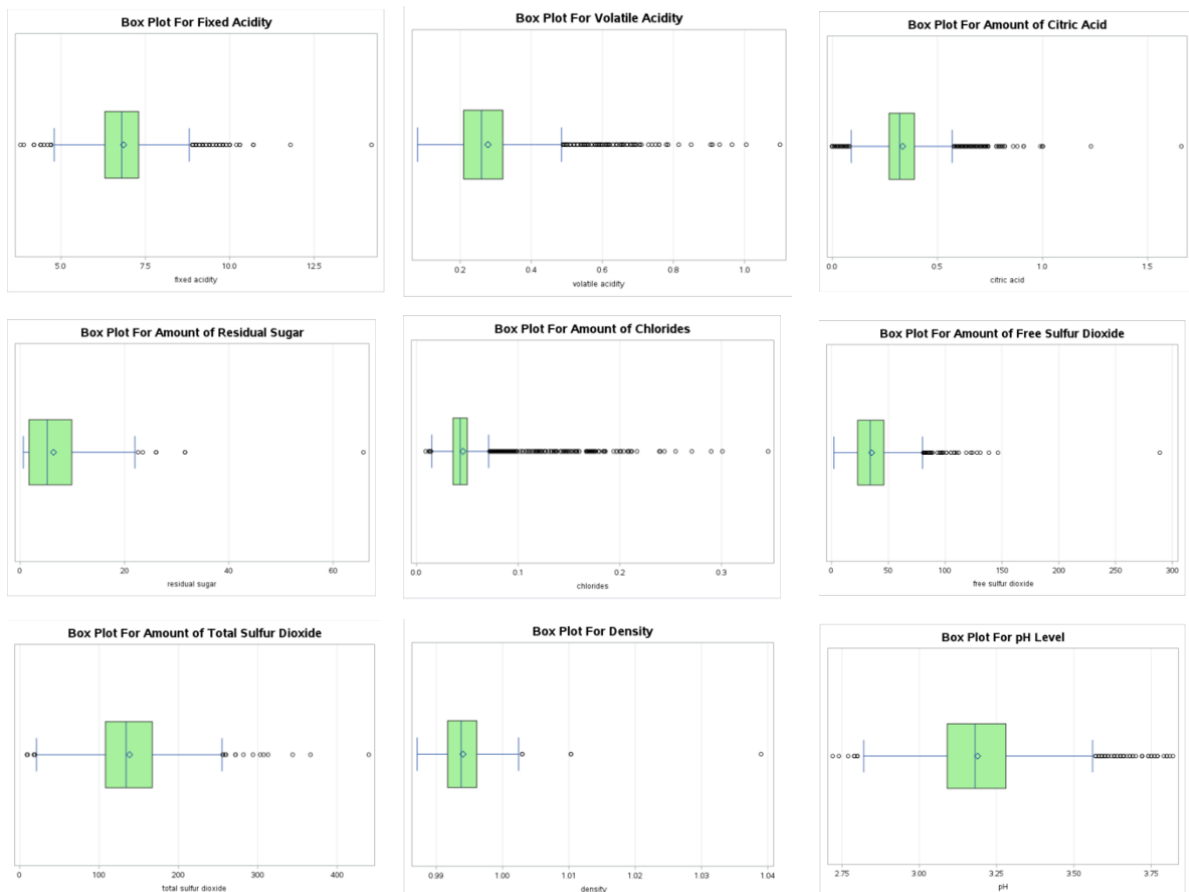 Box Plot For Fixed Acidity
5.0 7.5 10.0 12.5
fixed acidity
Box Plot For Volatile Acidity
0.2 0.4 0.6 0.8 1.0
volatile acidity
Box Plot For Amount of Citric Acid
0.0 0.5 1.0 1.5
citric acid
Box Plot For Amount of Residual Sugar
0 20 40 60
residual sugar
Box Plot For Amount of Chlorides
0.0 0.1 0.2 0.3
chlorides
Box Plot For Amount of Free Sulfur Dioxide
0 50 100 150 200 250 300
free sulfur dioxide
Box Plot For Amount of Total Sulfur Dioxide
0 100 200 300 400
total sulfur dioxide
Box Plot For Density
0.99 1.00 1.01 1.02 1.03 1.04
density
Box Plot For pH Level
2.75 3.00 3.25 3.50 3.75
pH